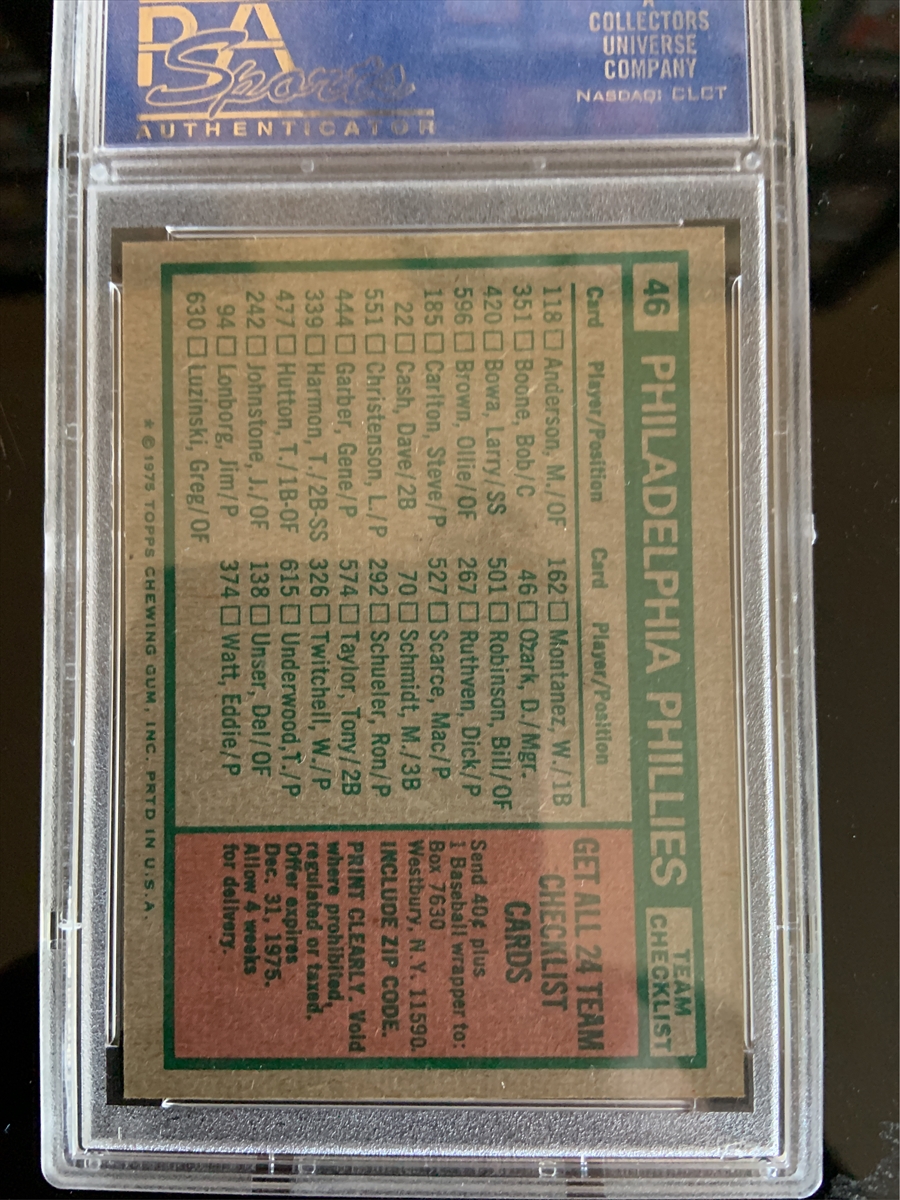 PSA
Sports
AUTHENTICATOR
A
COLLECTORS
UNIVERSE
COMPANY
NASDAQ: CLCT
46 PHILADELPHIA PHILLIES TEAM CHECKLIST
Card Player/Position Card Player/Position
118 □ Anderson, M./OF 162 □ Montanez, W./1B
351 □ Boone, Bob/C 46 □ Ozark, D./Mgr.
420 □ Bowa, Larry/SS 501 □ Robinson, Bill/OF
596 □ Brown, Ollie/OF 267 □ Ruthven, Dick/P
185 □ Carlton, Steve/P 527 □ Scarce, Mac/P
22 □ Cash, Dave/2B 70 □ Schmidt, M./3B
551 □ Christenson, L./P 292 □ Schueler, Ron/P
444 □ Garber, Gene/P 574 □ Taylor, Tony/2B
339 □ Harmon, T./2B-SS 326 □ Twitchell, W./P
477 □ Hutton, T./1B-OF 615 □ Underwood, T./P
242 □ Johnstone, J./OF 138 □ Unser, Del/OF
94 □ Lonborg, Jim/P 374 □ Watt, Eddie/P
630 □ Luzinski, Greg/OF
GET ALL 24 TEAM
CHECKLIST
CARDS
Send 40¢ plus
1 Baseball wrapper to:
Box 7630
Westbury, N.Y. 11590.
INCLUDE ZIP CODE.
PRINT CLEARLY. Void
where prohibited,
regulated or taxed.
Offer expires
Dec. 31, 1975.
Allow 4 weeks
for delivery.
* © 1975 TOPPS CHEWING GUM, INC. PRTD IN U.S.A.